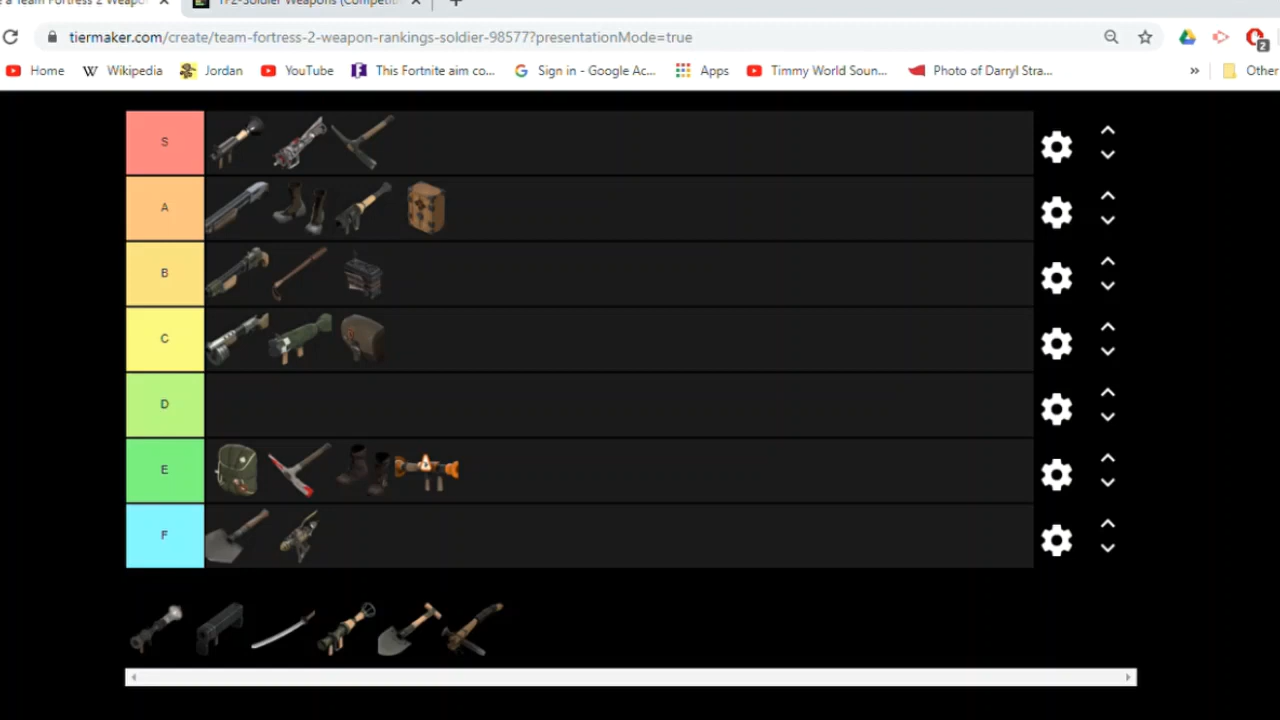 e a Team Fortress 2 Weapo
TF2-Soldier Weapons (Competiti
tiermaker.com/create/team-fortress-2-weapon-rankings-soldier-98577?presentationMode=true
2
Home Wikipedia Jordan YouTube This Fortnite aim co... Sign in - Google Ac... Apps Timmy World Soun... Photo of Darryl Stra... » Other
S
A
B
C
D
E
F